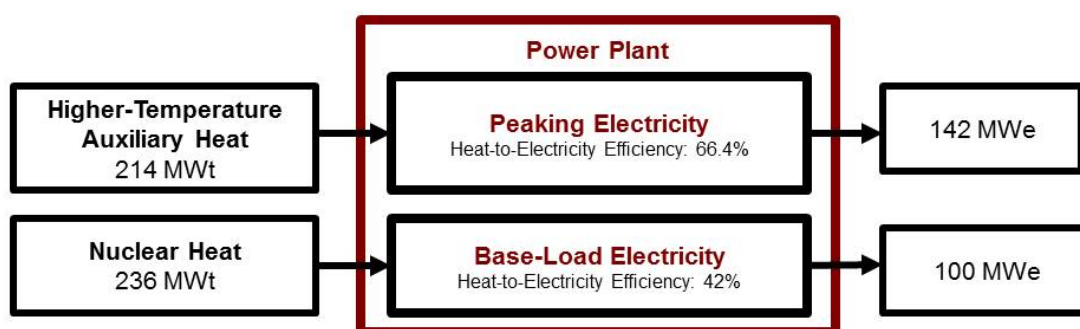 Power Plant
Higher-Temperature
Auxiliary Heat
214 MWt
Peaking Electricity
Heat-to-Electricity Efficiency: 66.4%
142 MWe
Nuclear Heat
236 MWt
Base-Load Electricity
Heat-to-Electricity Efficiency: 42%
100 MWe